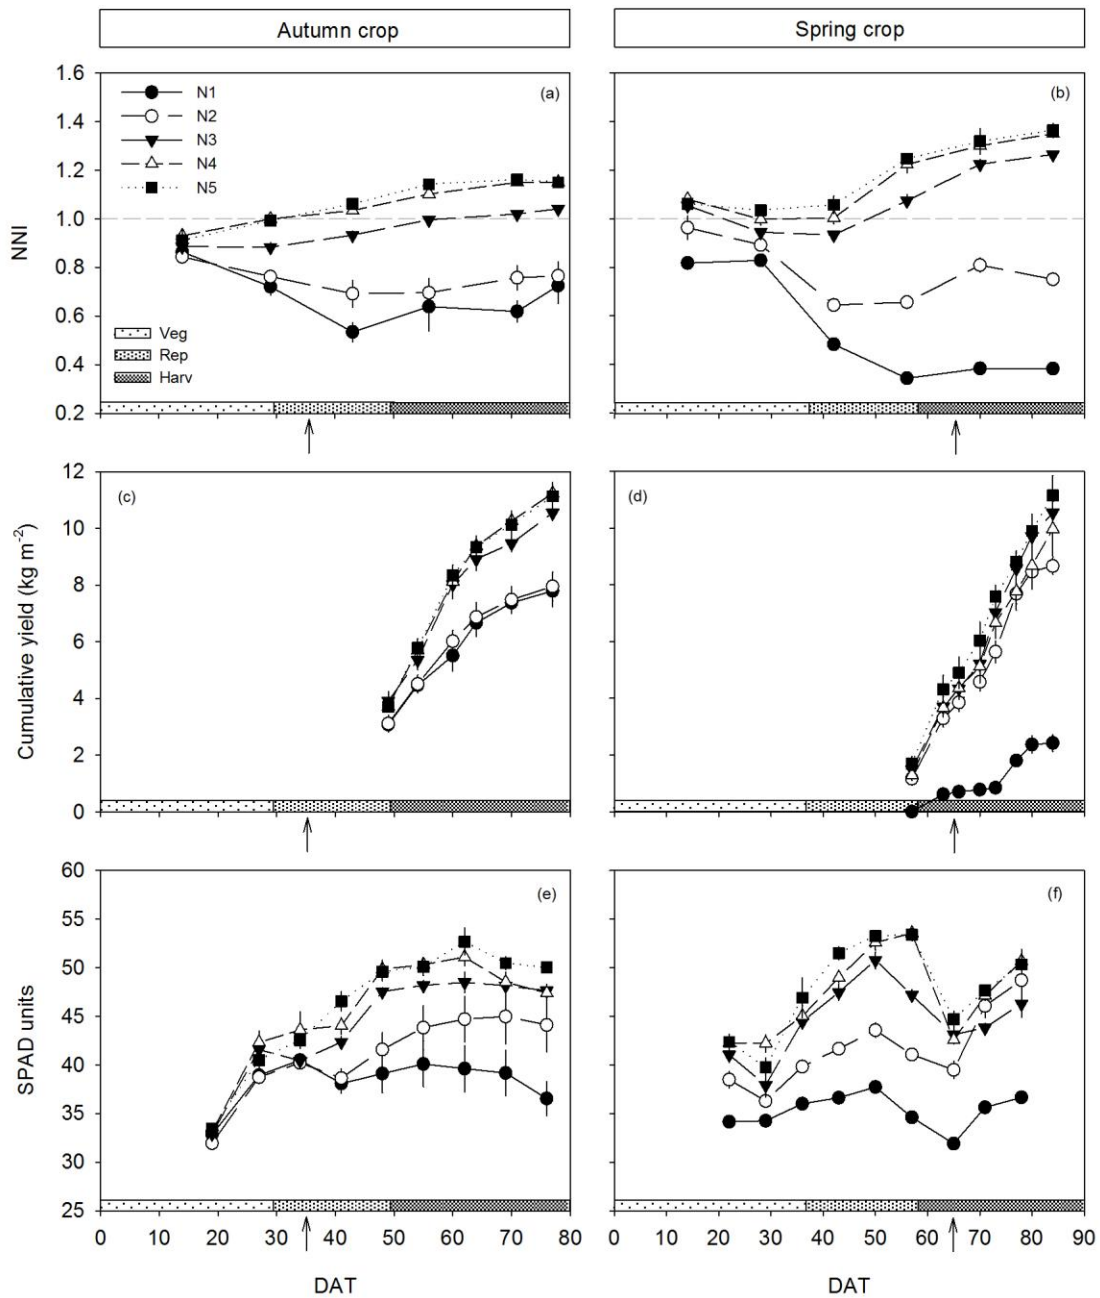 Autumn crop
Spring crop
NNI
1.6
1.4
1.2
1.0
0.8
0.6
0.4
0.2
N1
N2
N3
N4
N5
(a)
(b)
Veg
Rep
Harv
Cumulative yield (kg m⁻²)
12
10
8
6
4
2
0
(c)
(d)
SPAD units
60
55
50
45
40
35
30
25
(e)
(f)
0 10 20 30 40 50 60 70 80
0 10 20 30 40 50 60 70 80 90
DAT
DAT